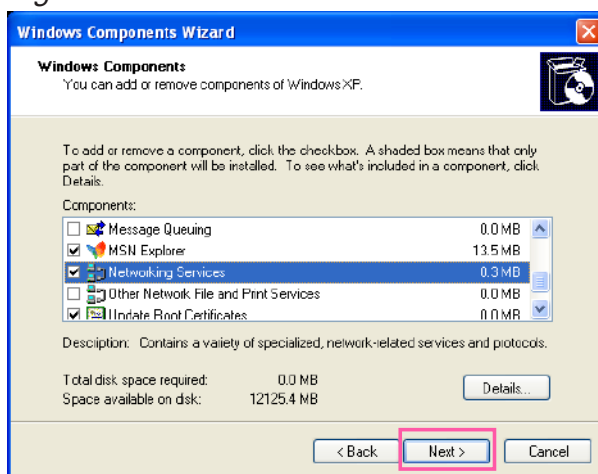 Windows Components Wizard
Windows Components
You can add or remove components of Windows XP.
To add or remove a component, click the checkbox. A shaded box means that only
part of the component will be installed. To see what's included in a component, click
Details.
Components:
Message Queuing 0.0 MB
MSN Explorer 13.5 MB
Networking Services 0.3 MB
Other Network File and Print Services 0.0 MB
Update Root Certificates 0.0 MB
Description: Contains a variety of specialized, network-related services and protocols.
Total disk space required: 0.0 MB
Details...
Space available on disk: 12125.4 MB
< Back Next > Cancel